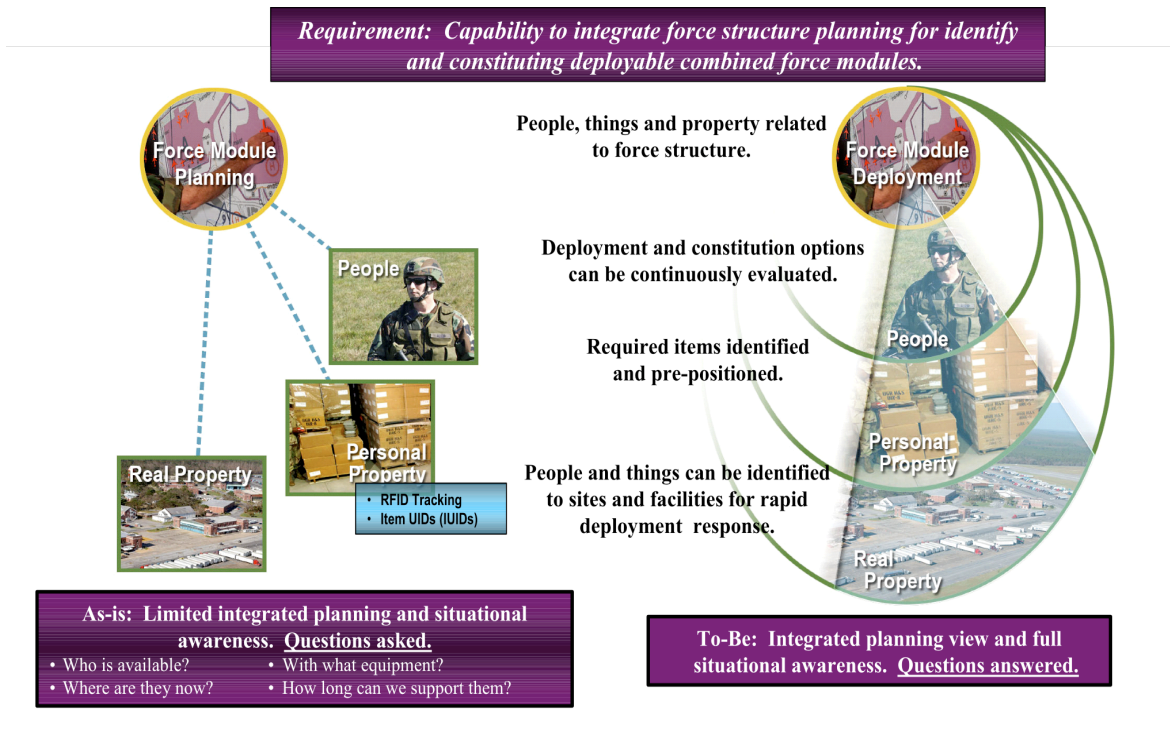 Requirement:  Capability to integrate force structure planning for identify
and constituting deployable combined force modules.
Force Module
Planning
People
Personal
Property
• RFID Tracking
• Item UIDs (IUIDs)
Real Property
As-is:  Limited integrated planning and situational
awareness.  Questions asked.
• Who is available?
• With what equipment?
• Where are they now?
• How long can we support them?
People, things and property related
to force structure.
Deployment and constitution options
can be continuously evaluated.
Required items identified
and pre-positioned.
People and things can be identified
to sites and facilities for rapid
deployment  response.
Force Module
Deployment
People
Personal
Property
Real
Property
To-Be:  Integrated planning view and full
situational awareness.  Questions answered.